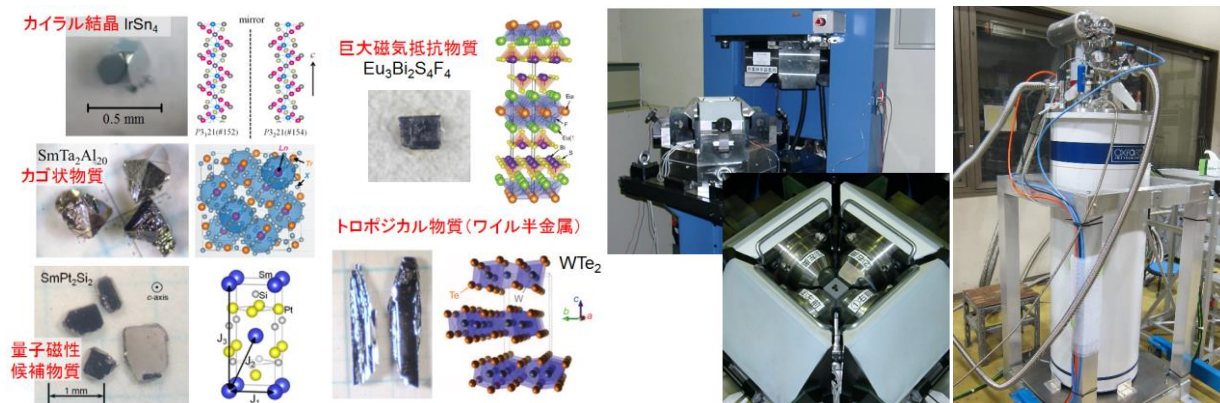 カイラル結晶 IrSn₄
mirror
c
0.5 mm
P3₁21(#152)
P3₂21(#154)
SmTa₂Al₂₀
カゴ状物質
Ln
Tr
X
SmPt₂Si₂
c-axis
量子磁性
候補物質
1 mm
Sm
Si
Pt
J₃
J₂
J₁
巨大磁気抵抗物質
Eu₃Bi₂S₄F₄
F
Bi
S
トロポジカル物質(ワイル半金属)
WTe₂
Te
W
c
b
a
OXFORD